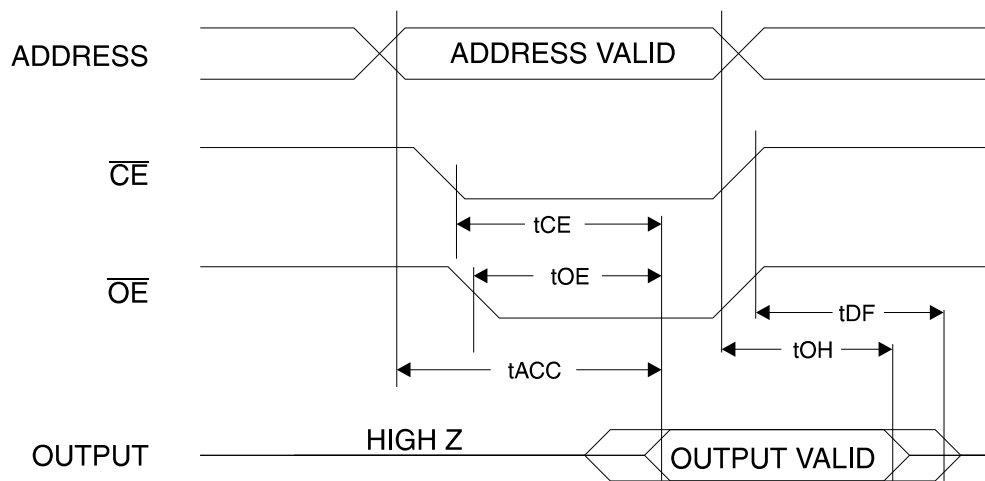 ADDRESS
ADDRESS VALID
CE
tCE
OE
tOE
tDF
tOH
tACC
HIGH Z
OUTPUT
OUTPUT VALID